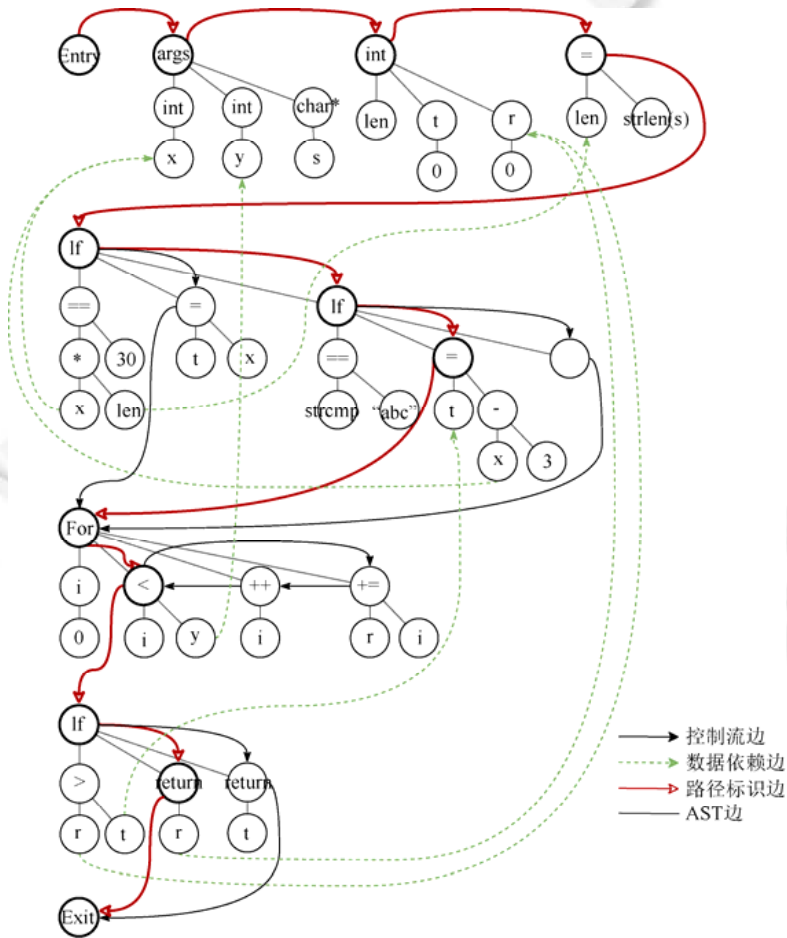 Entry args int =
int int char* len t r len strlen(s)
x y s 0 0
If
== = If
* 30 t x == =
x len strcmp “abc” t -
x 3
For
i < ++ +=
0 i y i r i
If
控制流边
> return return 数据依赖边
路径标识边
r t r t AST边
Exit